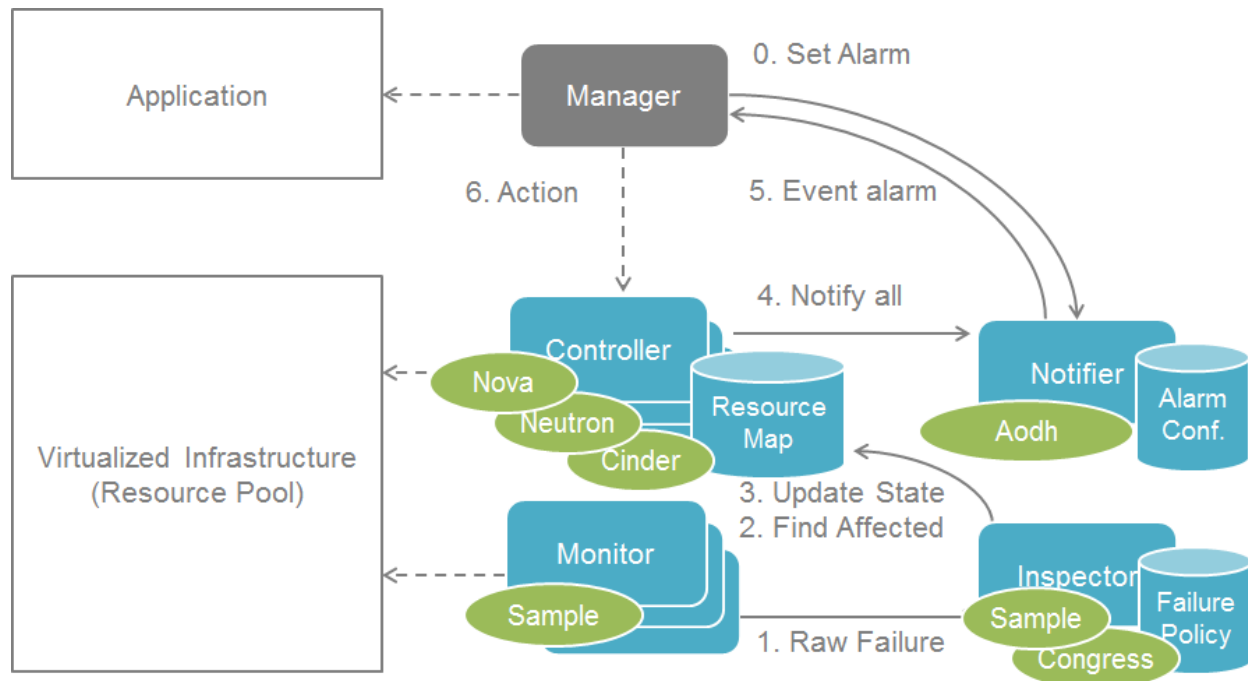 0. Set Alarm
Application
Manager
6. Action
5. Event alarm
4. Notify all
Controller
Nova
Neutron
Cinder
Resource
Map
Notifier
Aodh
Alarm
Conf.
Virtualized Infrastructure
(Resource Pool)
3. Update State
2. Find Affected
Monitor
Sample
1. Raw Failure
Inspector
Sample
Congress
Failure
Policy